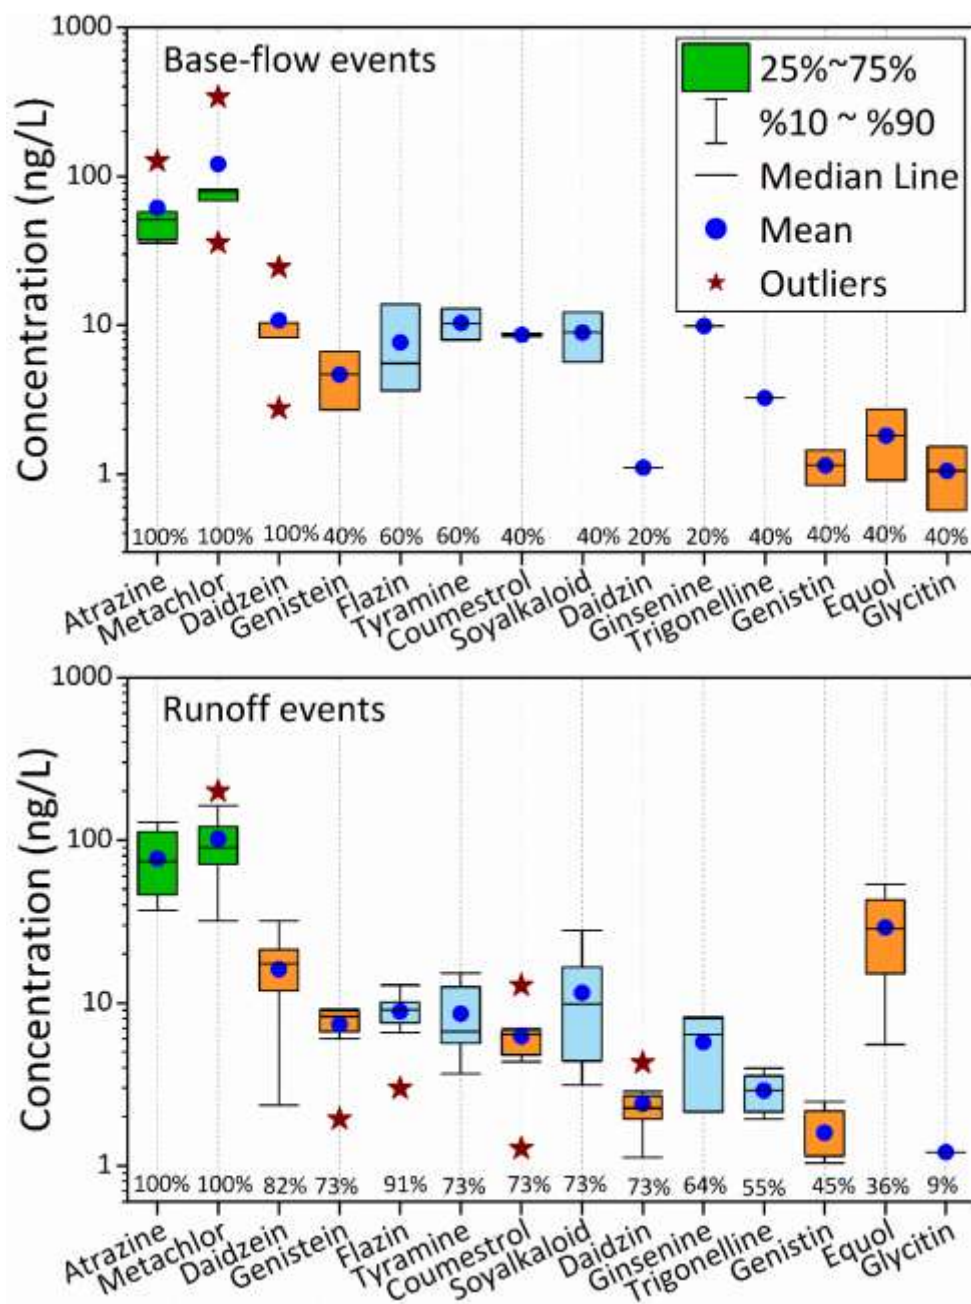 1000
100
10
1
Concentration (ng/L)
Base-flow events
25%~75%
%10 ~ %90
Median Line
Mean
Outliers
100% 100% 100% 40% 60% 60% 40% 40% 20% 20% 40% 40% 40% 40%
Atrazine
Metachlor
Daidzein
Genistein
Flazin
Tyramine
Coumestrol
Soyalkaloid
Daidzin
Ginsenine
Trigonelline
Genistin
Equol
Glycitin
1000
100
10
1
Concentration (ng/L)
Runoff events
100% 100% 82% 73% 91% 73% 73% 73% 73% 64% 55% 45% 36% 9%
Atrazine
Metachlor
Daidzein
Genistein
Flazin
Tyramine
Coumestrol
Soyalkaloid
Daidzin
Ginsenine
Trigonelline
Genistin
Equol
Glycitin